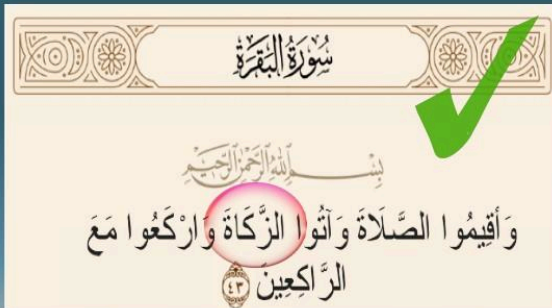 سُورَةُ البَقَرَةِ
بِسْمِ اللَّهِ الرَّحْمَٰنِ الرَّحِيمِ
وَأَقِيمُوا الصَّلَاةَ وَآتُوا الزَّكَاةَ وَارْكَعُوا مَعَ
الرَّاكِعِينَ ٤٣